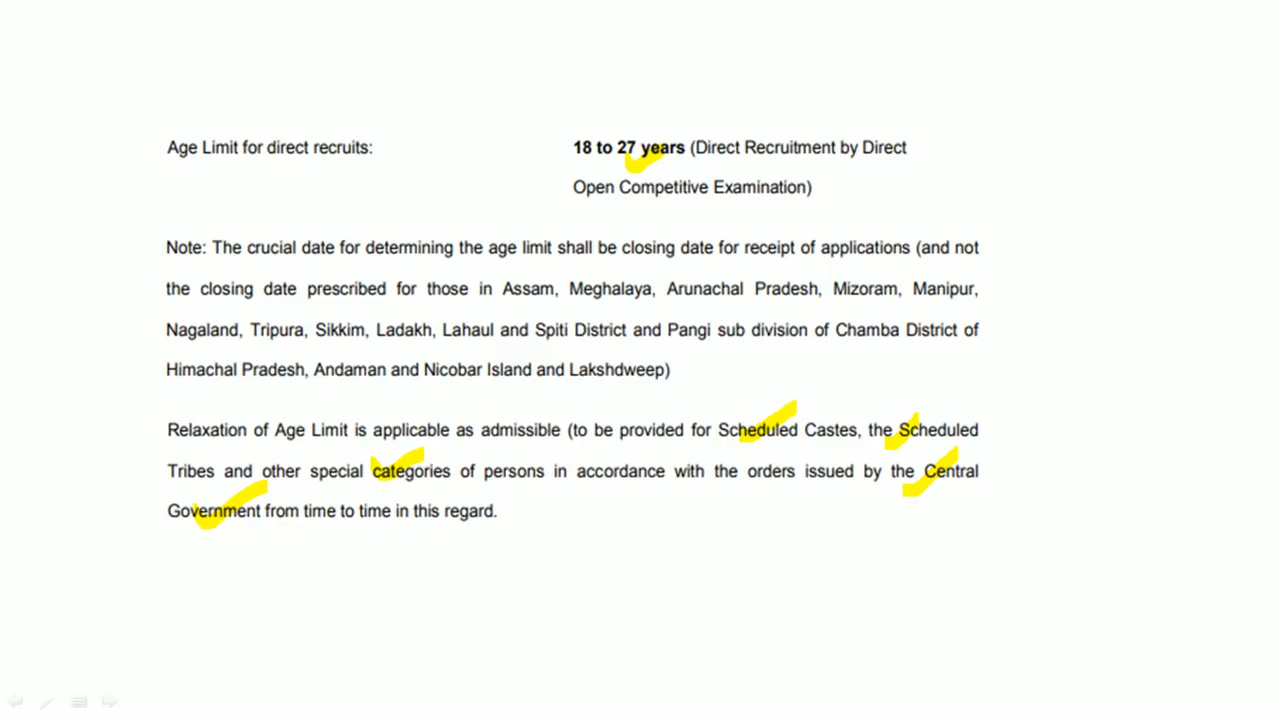 Age Limit for direct recruits: 18 to 27 years (Direct Recruitment by Direct
Open Competitive Examination)
Note: The crucial date for determining the age limit shall be closing date for receipt of applications (and not
the closing date prescribed for those in Assam, Meghalaya, Arunachal Pradesh, Mizoram, Manipur,
Nagaland, Tripura, Sikkim, Ladakh, Lahaul and Spiti District and Pangi sub division of Chamba District of
Himachal Pradesh, Andaman and Nicobar Island and Lakshdweep)
Relaxation of Age Limit is applicable as admissible (to be provided for Scheduled Castes, the Scheduled
Tribes and other special categories of persons in accordance with the orders issued by the Central
Government from time to time in this regard.